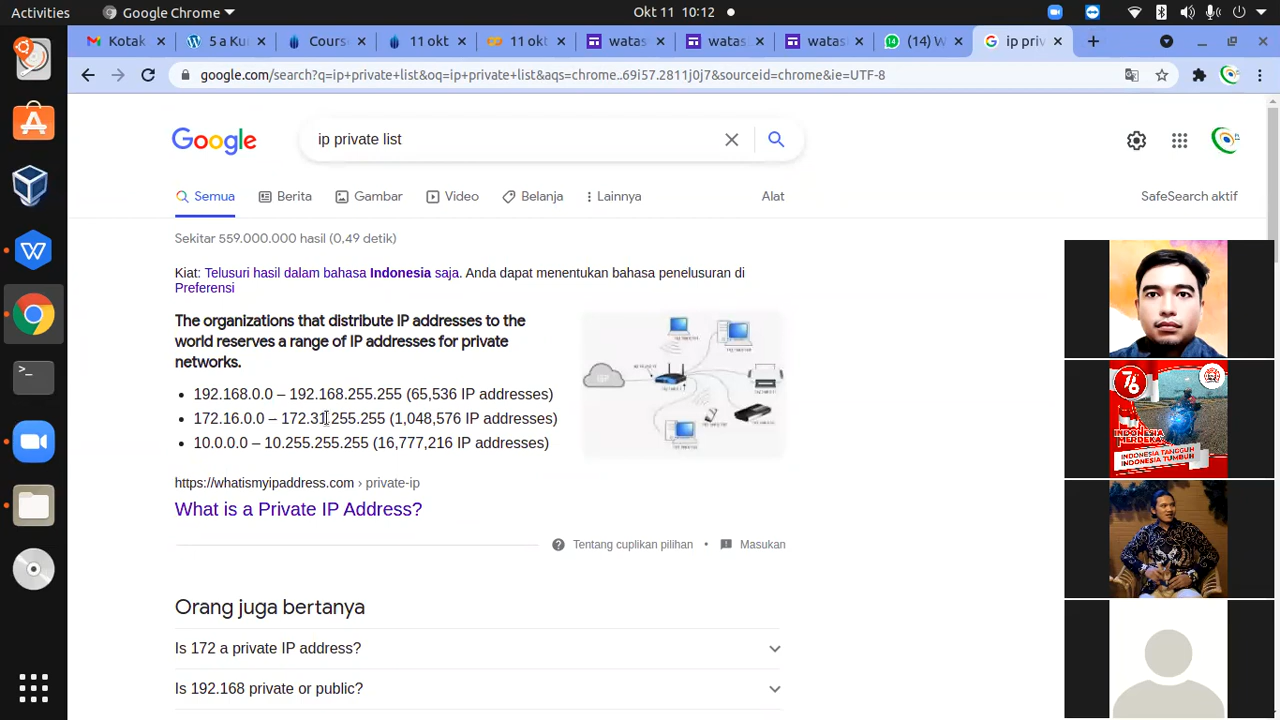 Activities
Google Chrome
Okt 11 10:12
Kotak
5 a Ku
Cours
11 okt
11 ok
watas
watas
watas
(14) W
ip priv
google.com/search?q=ip+private+list&oq=ip+private+list&aqs=chrome..69i57.2811j0j7&sourceid=chrome&ie=UTF-8
Google
ip private list
Semua
Berita
Gambar
Video
Belanja
Lainnya
Alat
SafeSearch aktif
Sekitar 559.000.000 hasil (0,49 detik)
Kiat: Telusuri hasil dalam bahasa Indonesia saja. Anda dapat menentukan bahasa penelusuran di
Preferensi
The organizations that distribute IP addresses to the
world reserves a range of IP addresses for private
networks.
• 192.168.0.0 – 192.168.255.255 (65,536 IP addresses)
• 172.16.0.0 – 172.31.255.255 (1,048,576 IP addresses)
• 10.0.0.0 – 10.255.255.255 (16,777,216 IP addresses)
https://whatismyipaddress.com › private-ip
What is a Private IP Address?
Tentang cuplikan pilihan • Masukan
Orang juga bertanya
Is 172 a private IP address?
Is 192.168 private or public?
76
INDONESIA
MERDEKA
INDONESIA TANGGUH
INDONESIA TUMBUH